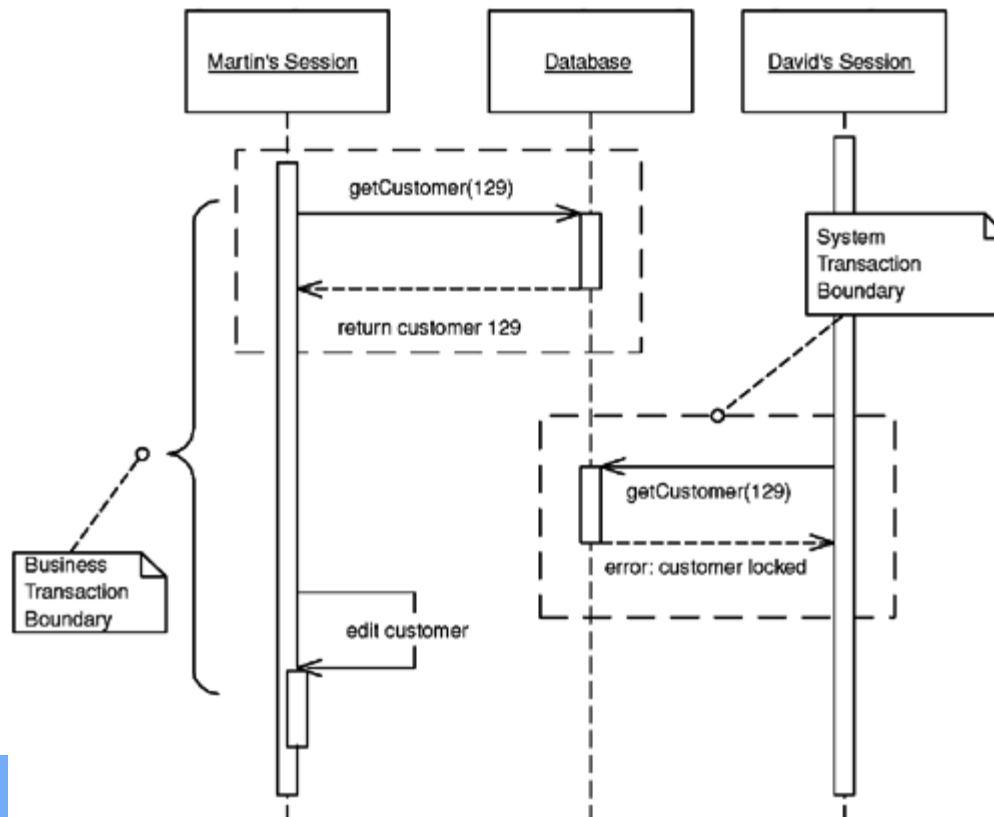 Martin's Session
Database
David's Session
getCustomer(129)
return customer 129
System
Transaction
Boundary
getCustomer(129)
error: customer locked
Business
Transaction
Boundary
edit customer